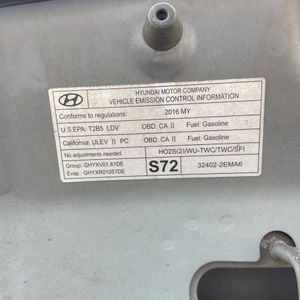 HYUNDAI
HYUNDAI MOTOR COMPANY
VEHICLE EMISSION CONTROL INFORMATION
Conforms to regulations: 2016 MY
U.S.EPA: T2B5 LDV OBD: CA II Fuel: Gasoline
California: ULEV II PC OBD: CA II Fuel: Gasoline
No adjustments needed. HO2S(2)/WU-TWC/TWC/SFI
Group: GHYXV01.81DE S72 32402-2EMA6
Evap.: GHYXR01051DE